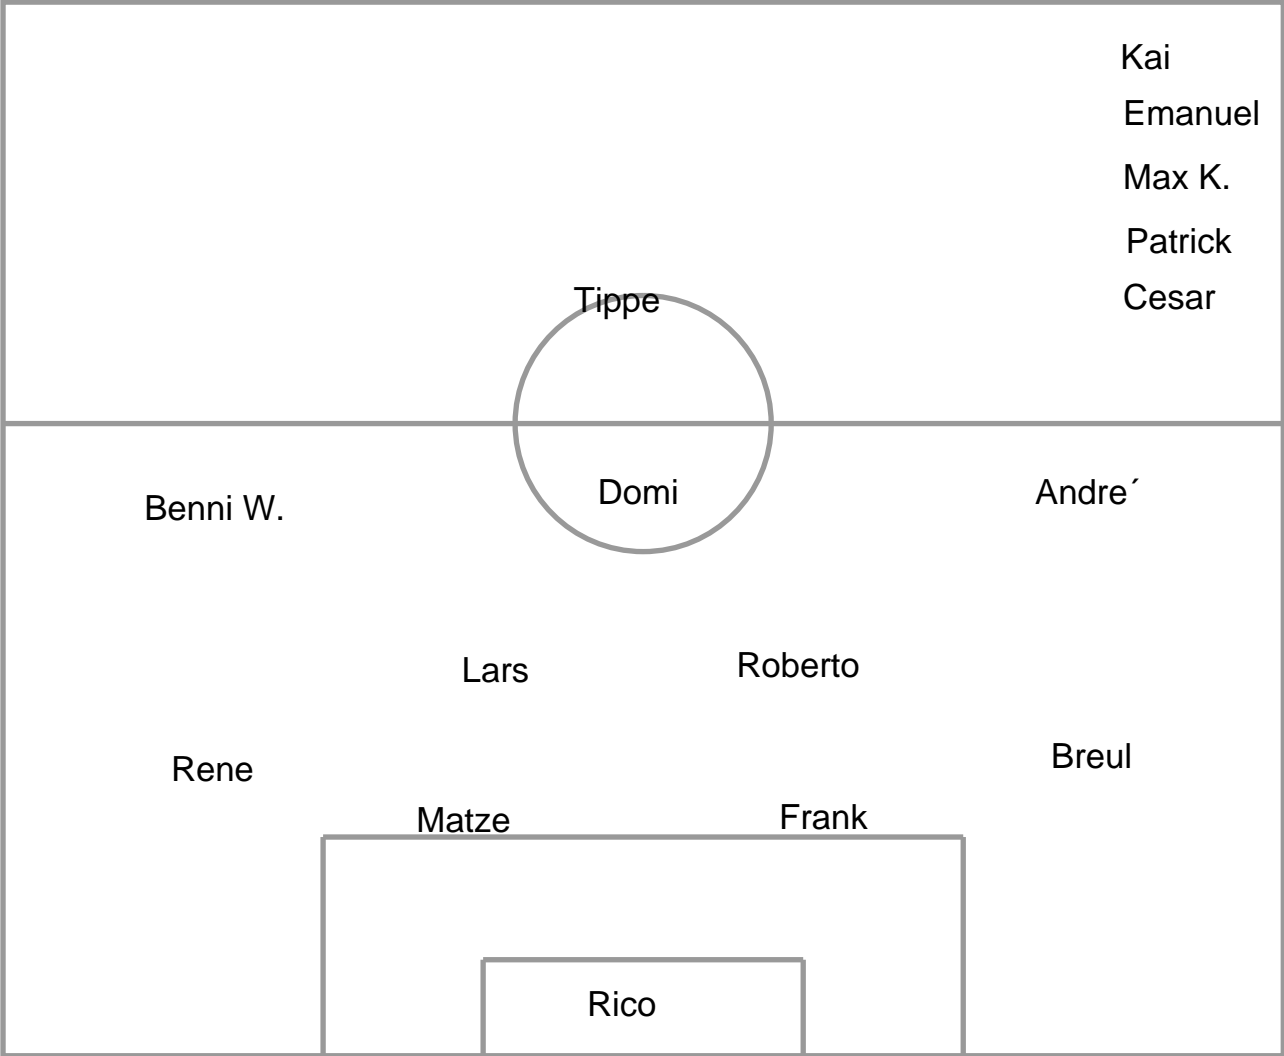 Kai
Emanuel
Max K.
Patrick
Cesar
Tippe
Benni W.
Domi
Andre´
Lars
Roberto
Rene
Breul
Matze
Frank
Rico